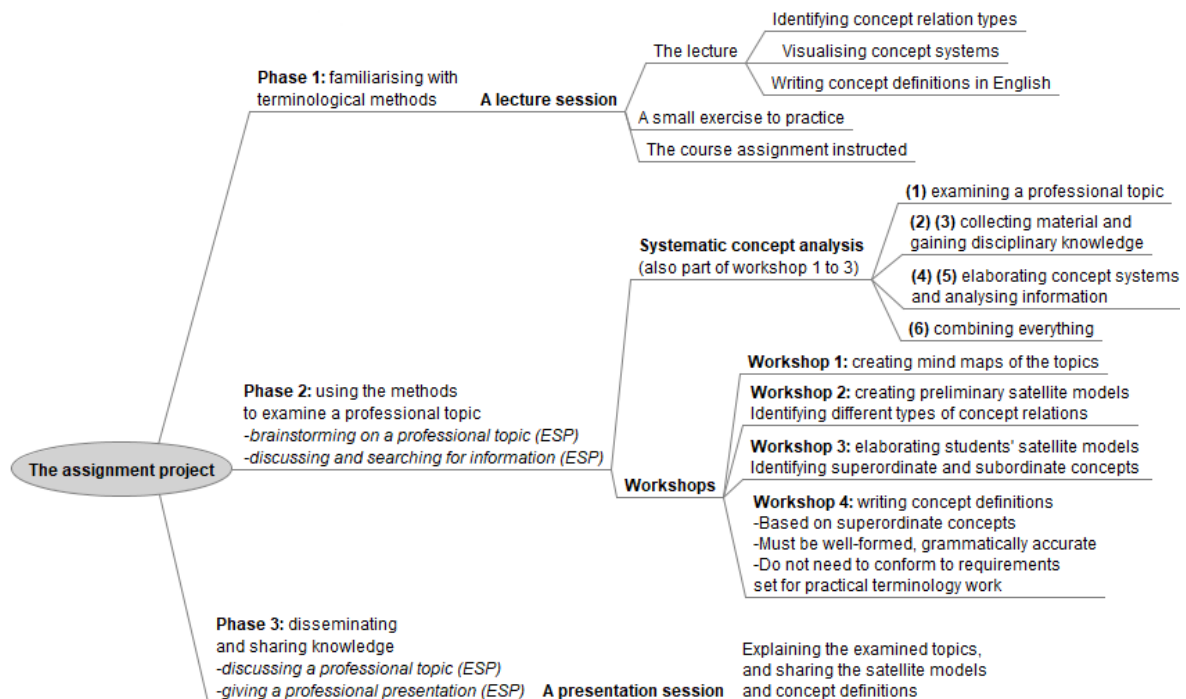 The assignment project
Phase 1: familiarising with
terminological methods
A lecture session
The lecture
Identifying concept relation types
Visualising concept systems
Writing concept definitions in English
A small exercise to practice
The course assignment instructed
Phase 2: using the methods
to examine a professional topic
-brainstorming on a professional topic (ESP)
-discussing and searching for information (ESP)
Systematic concept analysis
(also part of workshop 1 to 3)
(1) examining a professional topic
(2) (3) collecting material and
gaining disciplinary knowledge
(4) (5) elaborating concept systems
and analysing information
(6) combining everything
Workshops
Workshop 1: creating mind maps of the topics
Workshop 2: creating preliminary satellite models
Identifying different types of concept relations
Workshop 3: elaborating students' satellite models
Identifying superordinate and subordinate concepts
Workshop 4: writing concept definitions
-Based on superordinate concepts
-Must be well-formed, grammatically accurate
-Do not need to conform to requirements
set for practical terminology work
Phase 3: disseminating
and sharing knowledge
-discussing a professional topic (ESP)
-giving a professional presentation (ESP)
A presentation session
Explaining the examined topics,
and sharing the satellite models
and concept definitions